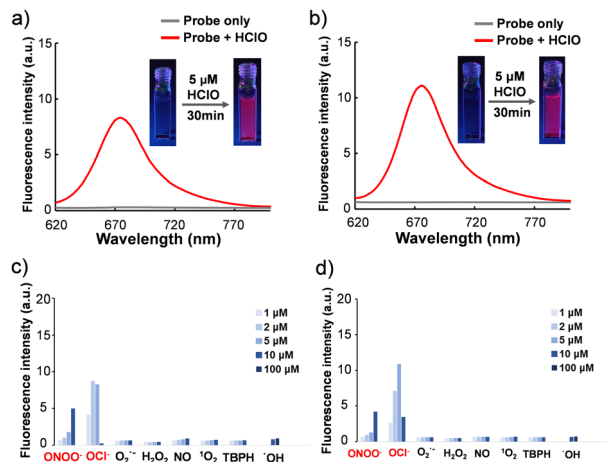 a)
Probe only
Probe + HClO
Fluorescence intensity (a.u.)
15
10
5
0
5 µM
HClO
30min
620 670 720 770
Wavelength (nm)
b)
Probe only
Probe + HClO
Fluorescence intensity (a.u.)
15
10
5
0
5 µM
HClO
30min
620 670 720 770
Wavelength (nm)
c)
Fluorescence intensity (a.u.)
20
15
10
5
0
1 µM
2 µM
5 µM
10 µM
100 µM
ONOO⁻ OCl⁻ O₂˙⁻ H₂O₂ NO ¹O₂ TBPH ˙OH
d)
Fluorescence intensity (a.u.)
20
15
10
5
0
1 µM
2 µM
5 µM
10 µM
100 µM
ONOO⁻ OCl⁻ O₂˙⁻ H₂O₂ NO ¹O₂ TBPH ˙OH